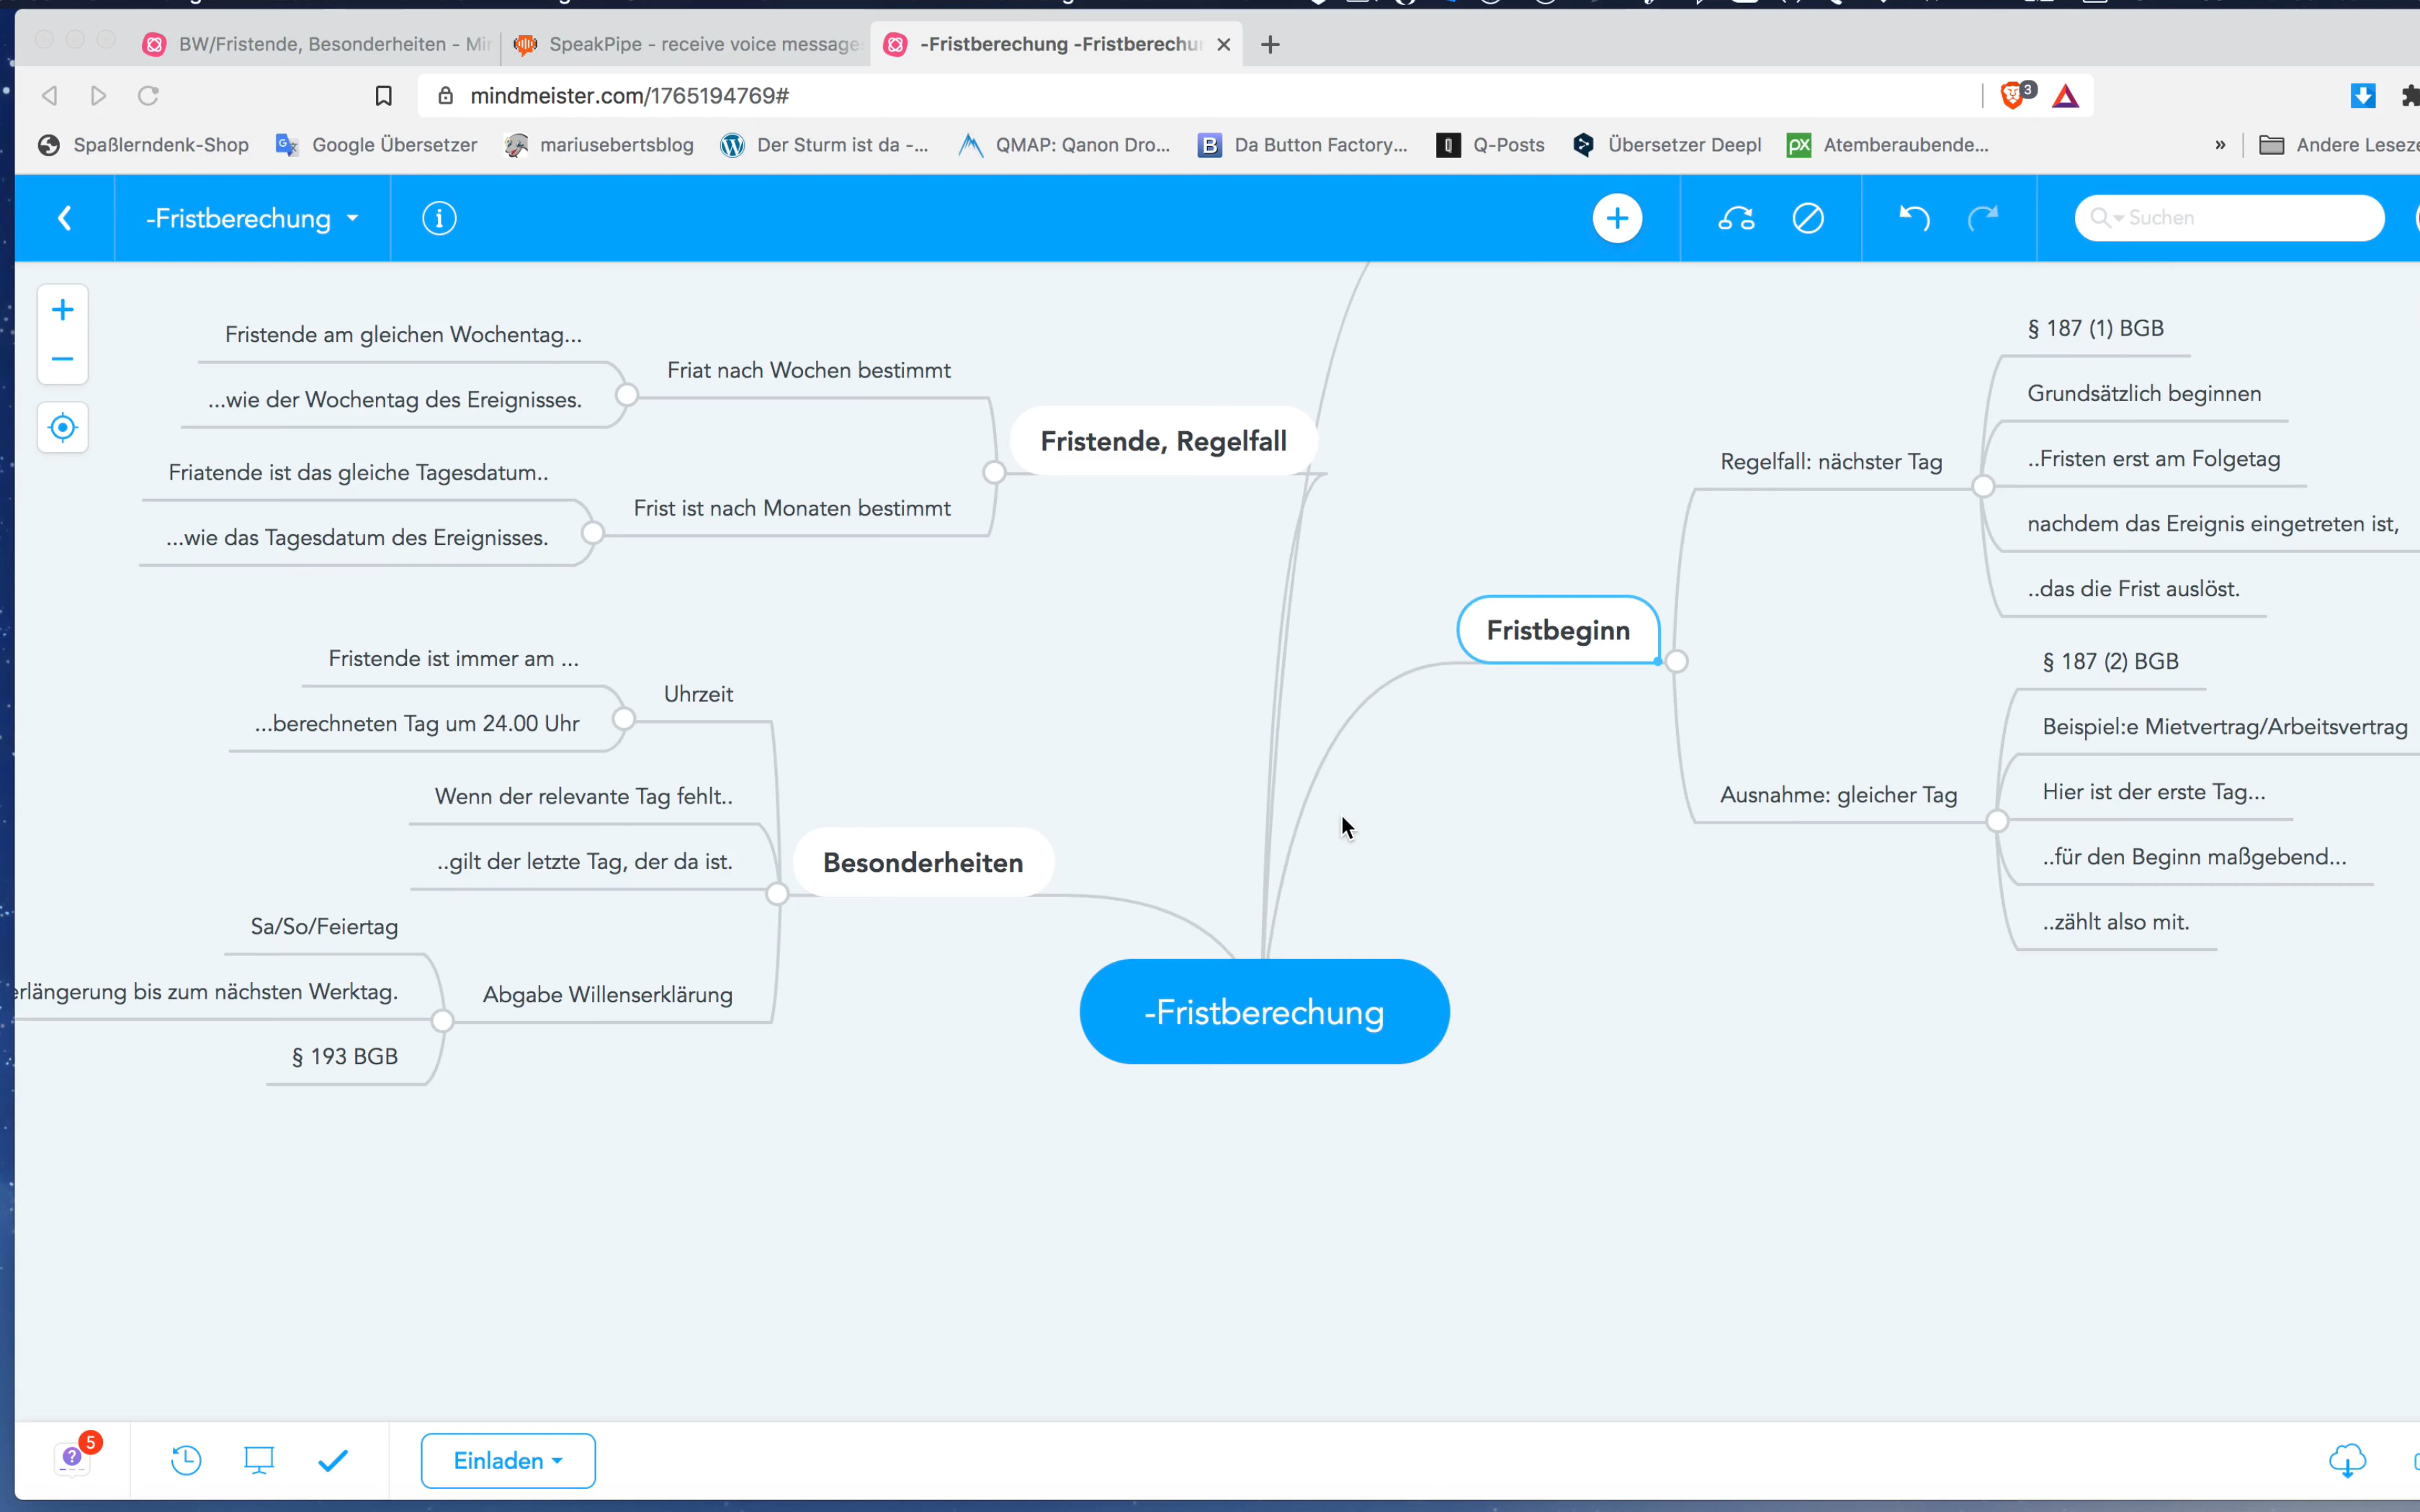 BW/Fristende, Besonderheiten - Mi
SpeakPipe - receive voice message
-Fristberechung -Fristberechu
mindmeister.com/1765194769#
3
Spaßlerndenk-Shop
Google Übersetzer
mariusebertsblog
Der Sturm ist da -...
QMAP: Qanon Dro...
B
Da Button Factory...
Q-Posts
Übersetzer Deepl
px
Atemberaubende...
»
Andere Leseze
-Fristberechung
Suchen
Fristende am gleichen Wochentag...
...wie der Wochentag des Ereignisses.
Friat nach Wochen bestimmt
Fristende, Regelfall
Friatende ist das gleiche Tagesdatum..
...wie das Tagesdatum des Ereignisses.
Frist ist nach Monaten bestimmt
Fristende ist immer am ...
...berechneten Tag um 24.00 Uhr
Uhrzeit
Wenn der relevante Tag fehlt..
..gilt der letzte Tag, der da ist.
Besonderheiten
Sa/So/Feiertag
erlängerung bis zum nächsten Werktag.
§ 193 BGB
Abgabe Willenserklärung
-Fristberechung
Fristbeginn
Regelfall: nächster Tag
§ 187 (1) BGB
Grundsätzlich beginnen
..Fristen erst am Folgetag
nachdem das Ereignis eingetreten ist,
..das die Frist auslöst.
Ausnahme: gleicher Tag
§ 187 (2) BGB
Beispiel:e Mietvertrag/Arbeitsvertrag
Hier ist der erste Tag...
..für den Beginn maßgebend...
..zählt also mit.
5
Einladen